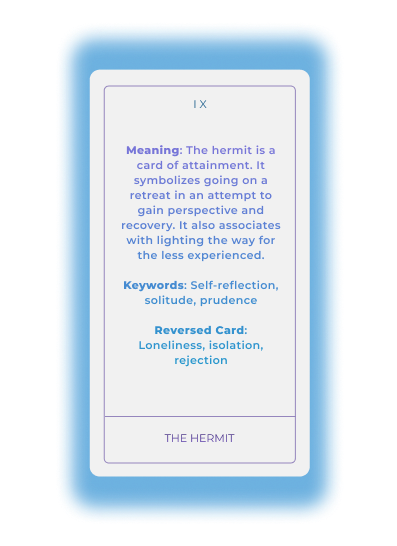 IX
Meaning: The hermit is a
card of attainment. It
symbolizes going on a
retreat in an attempt to
gain perspective and
recovery. It also associates
with lighting the way for
the less experienced.
Keywords: Self-reflection,
solitude, prudence
Reversed Card:
Loneliness, isolation,
rejection
THE HERMIT